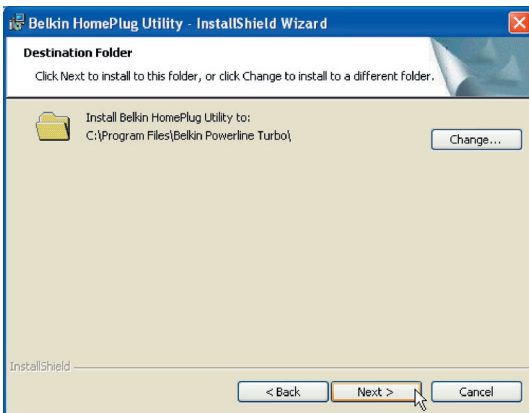 Belkin HomePlug Utility - InstallShield Wizard
Destination Folder
Click Next to install to this folder, or click Change to install to a different folder.
Install Belkin HomePlug Utility to:
C:\Program Files\Belkin Powerline Turbo\
Change...
InstallShield
< Back
Next >
Cancel